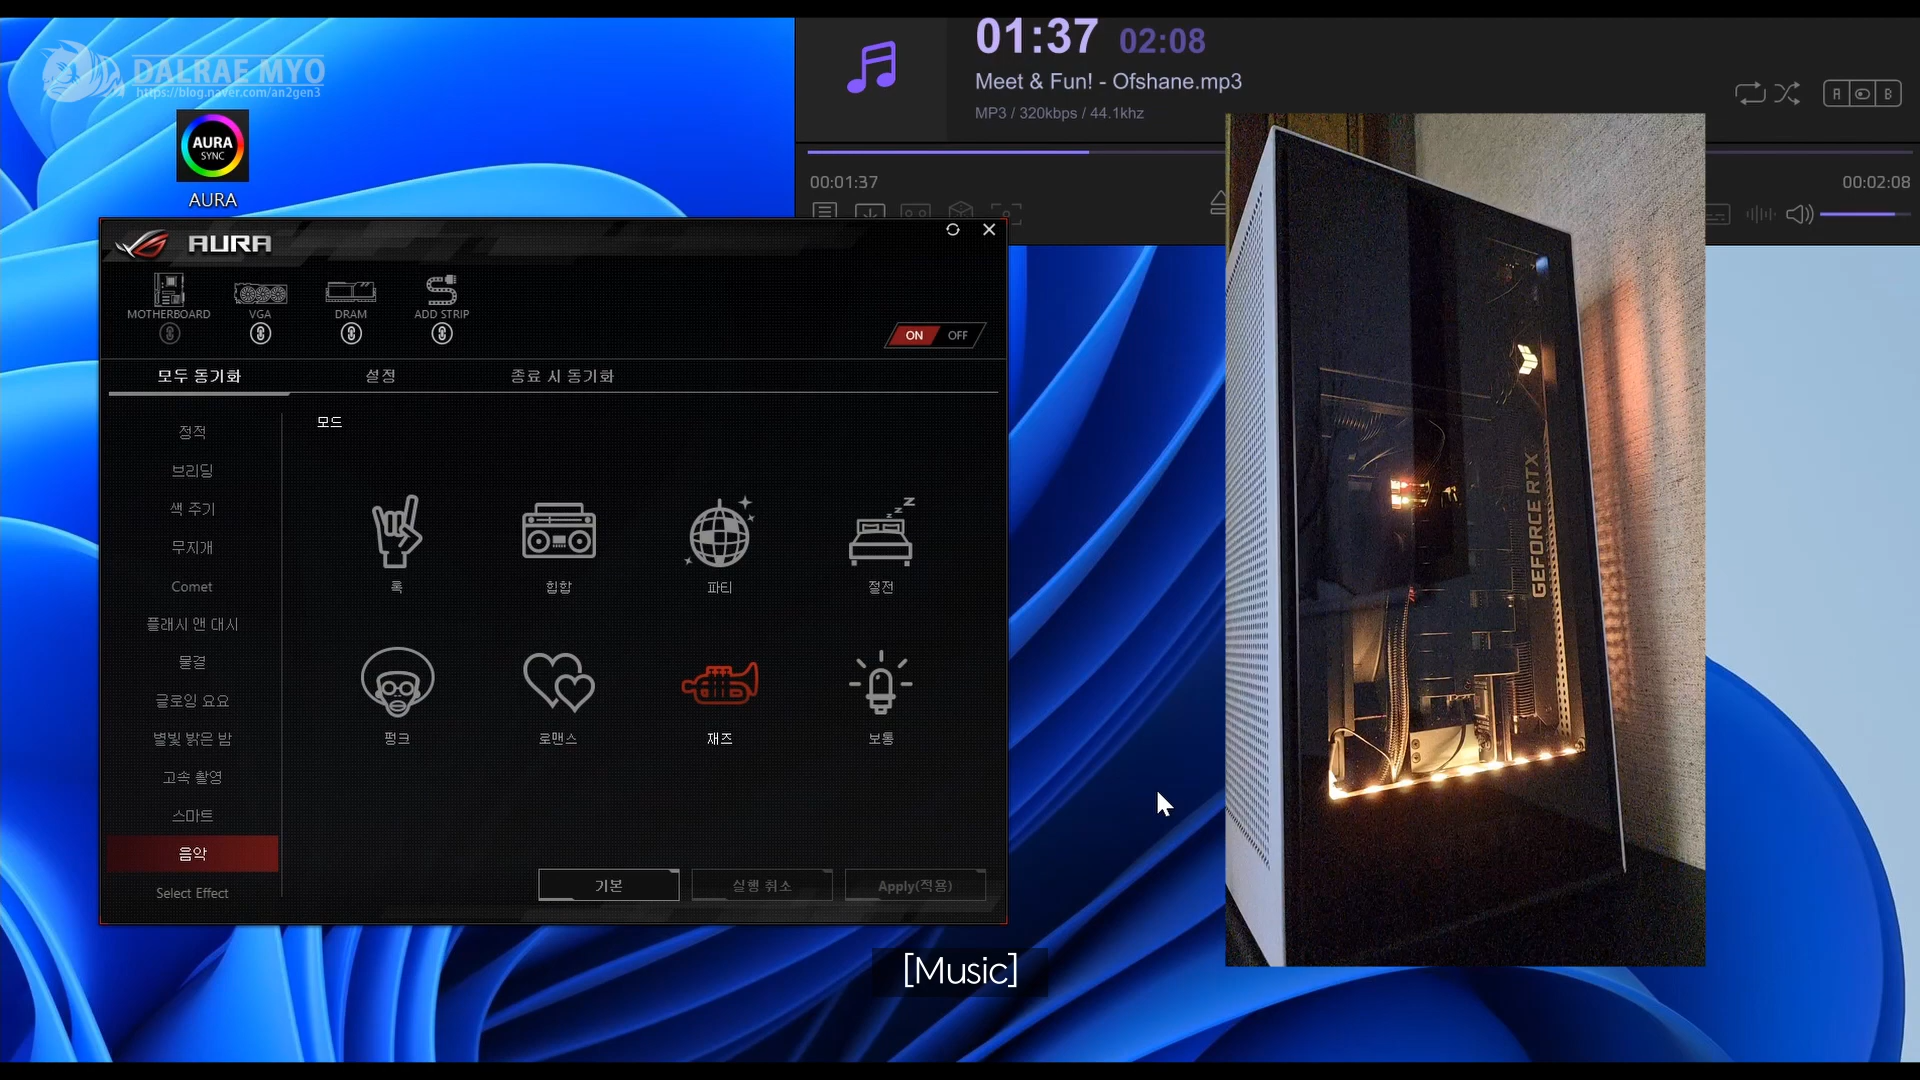 DALRAE MYO
https://blog.naver.com/an2gen3
AURA
SYNC
AURA
01:37 02:08
Meet & Fun! - Ofshane.mp3
MP3 / 320kbps / 44.1khz
A B
00:01:37
00:02:08
AURA
MOTHERBOARD
VGA
DRAM
ADD STRIP
ON OFF
모두 동기화
설정
종료 시 동기화
정적
브리딩
색 주기
무지개
Comet
플래시 앤 대시
물결
글로잉 요요
별빛 밝은 밤
고속 촬영
스마트
음악
Select Effect
모드
록
힙합
파티
절전
펑크
로맨스
재즈
보통
기본
실행 취소
Apply(적용)
GEFORCE RTX
[Music]